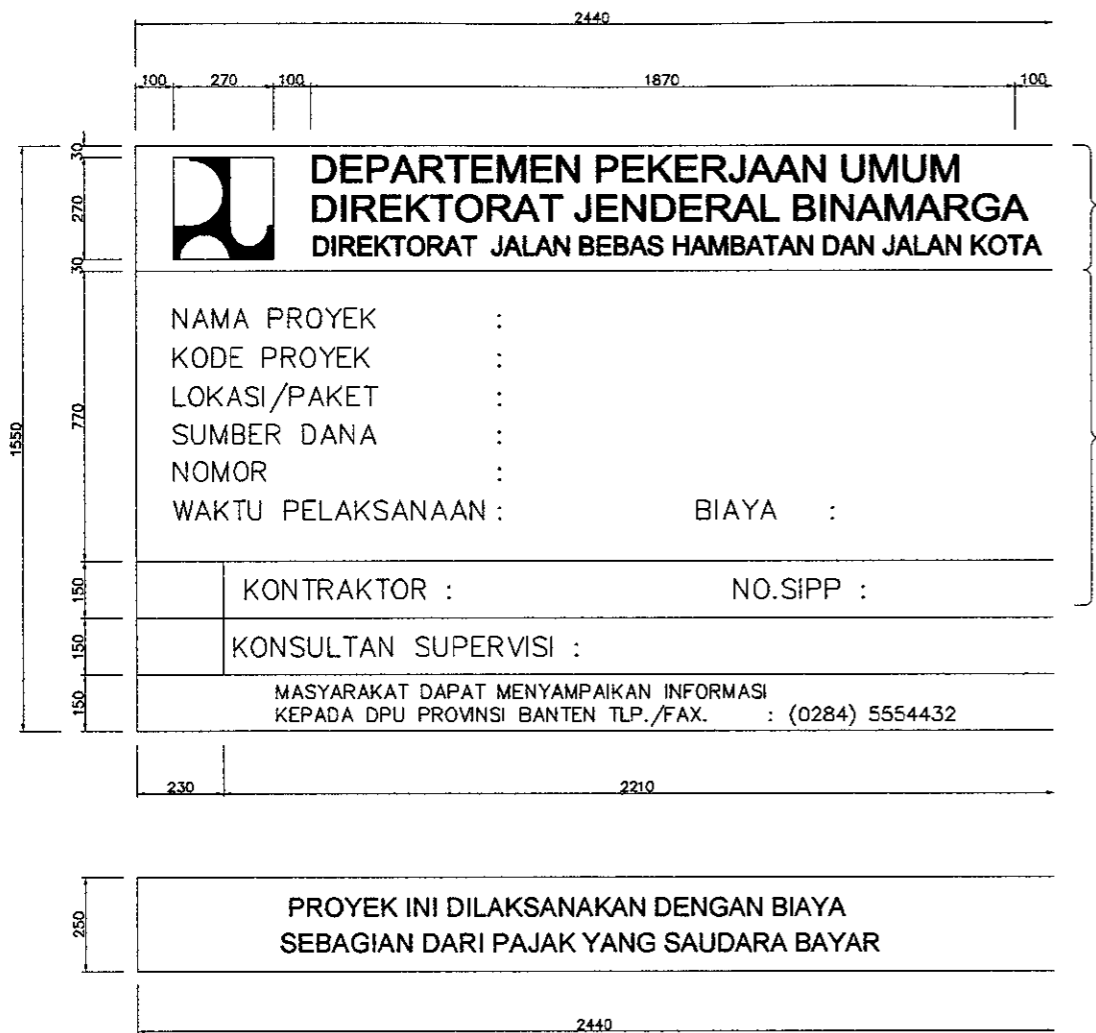 2440
100 270 100 1870 100
30
270
30
770
1550
150
150
150
DEPARTEMEN PEKERJAAN UMUM
DIREKTORAT JENDERAL BINAMARGA
DIREKTORAT JALAN BEBAS HAMBATAN DAN JALAN KOTA
NAMA PROYEK :
KODE PROYEK :
LOKASI/PAKET :
SUMBER DANA :
NOMOR :
WAKTU PELAKSANAAN : BIAYA :
KONTRAKTOR : NO.SIPP :
KONSULTAN SUPERVISI :
MASYARAKAT DAPAT MENYAMPAIKAN INFORMASI
KEPADA DPU PROVINSI BANTEN TLP./FAX. : (0284) 5554432
230 2210
250
PROYEK INI DILAKSANAKAN DENGAN BIAYA
SEBAGIAN DARI PAJAK YANG SAUDARA BAYAR
2440